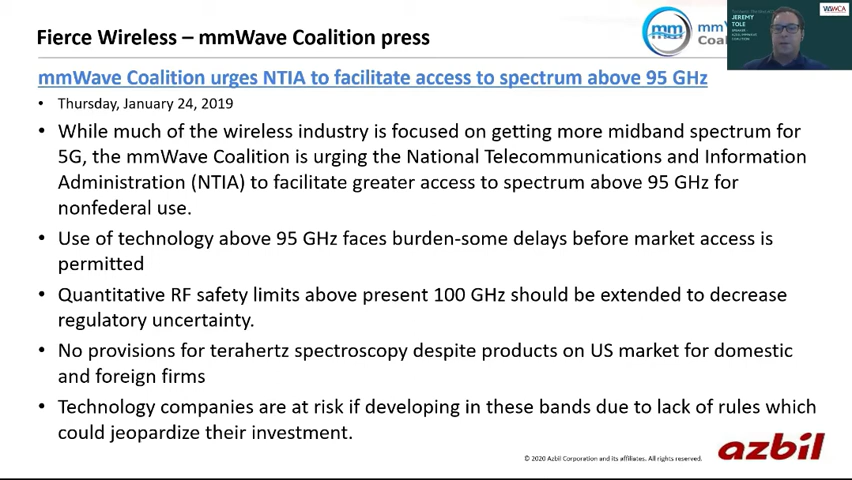 Fierce Wireless – mmWave Coalition press
mm
mm
Coali
JEREMY
TOLE
WCA
mmWave Coalition urges NTIA to facilitate access to spectrum above 95 GHz
• Thursday, January 24, 2019
• While much of the wireless industry is focused on getting more midband spectrum for
5G, the mmWave Coalition is urging the National Telecommunications and Information
Administration (NTIA) to facilitate greater access to spectrum above 95 GHz for
nonfederal use.
• Use of technology above 95 GHz faces burden-some delays before market access is
permitted
• Quantitative RF safety limits above present 100 GHz should be extended to decrease
regulatory uncertainty.
• No provisions for terahertz spectroscopy despite products on US market for domestic
and foreign firms
• Technology companies are at risk if developing in these bands due to lack of rules which
could jeopardize their investment.
© 2020 Azbil Corporation and its affiliates. All rights reserved.
azbil